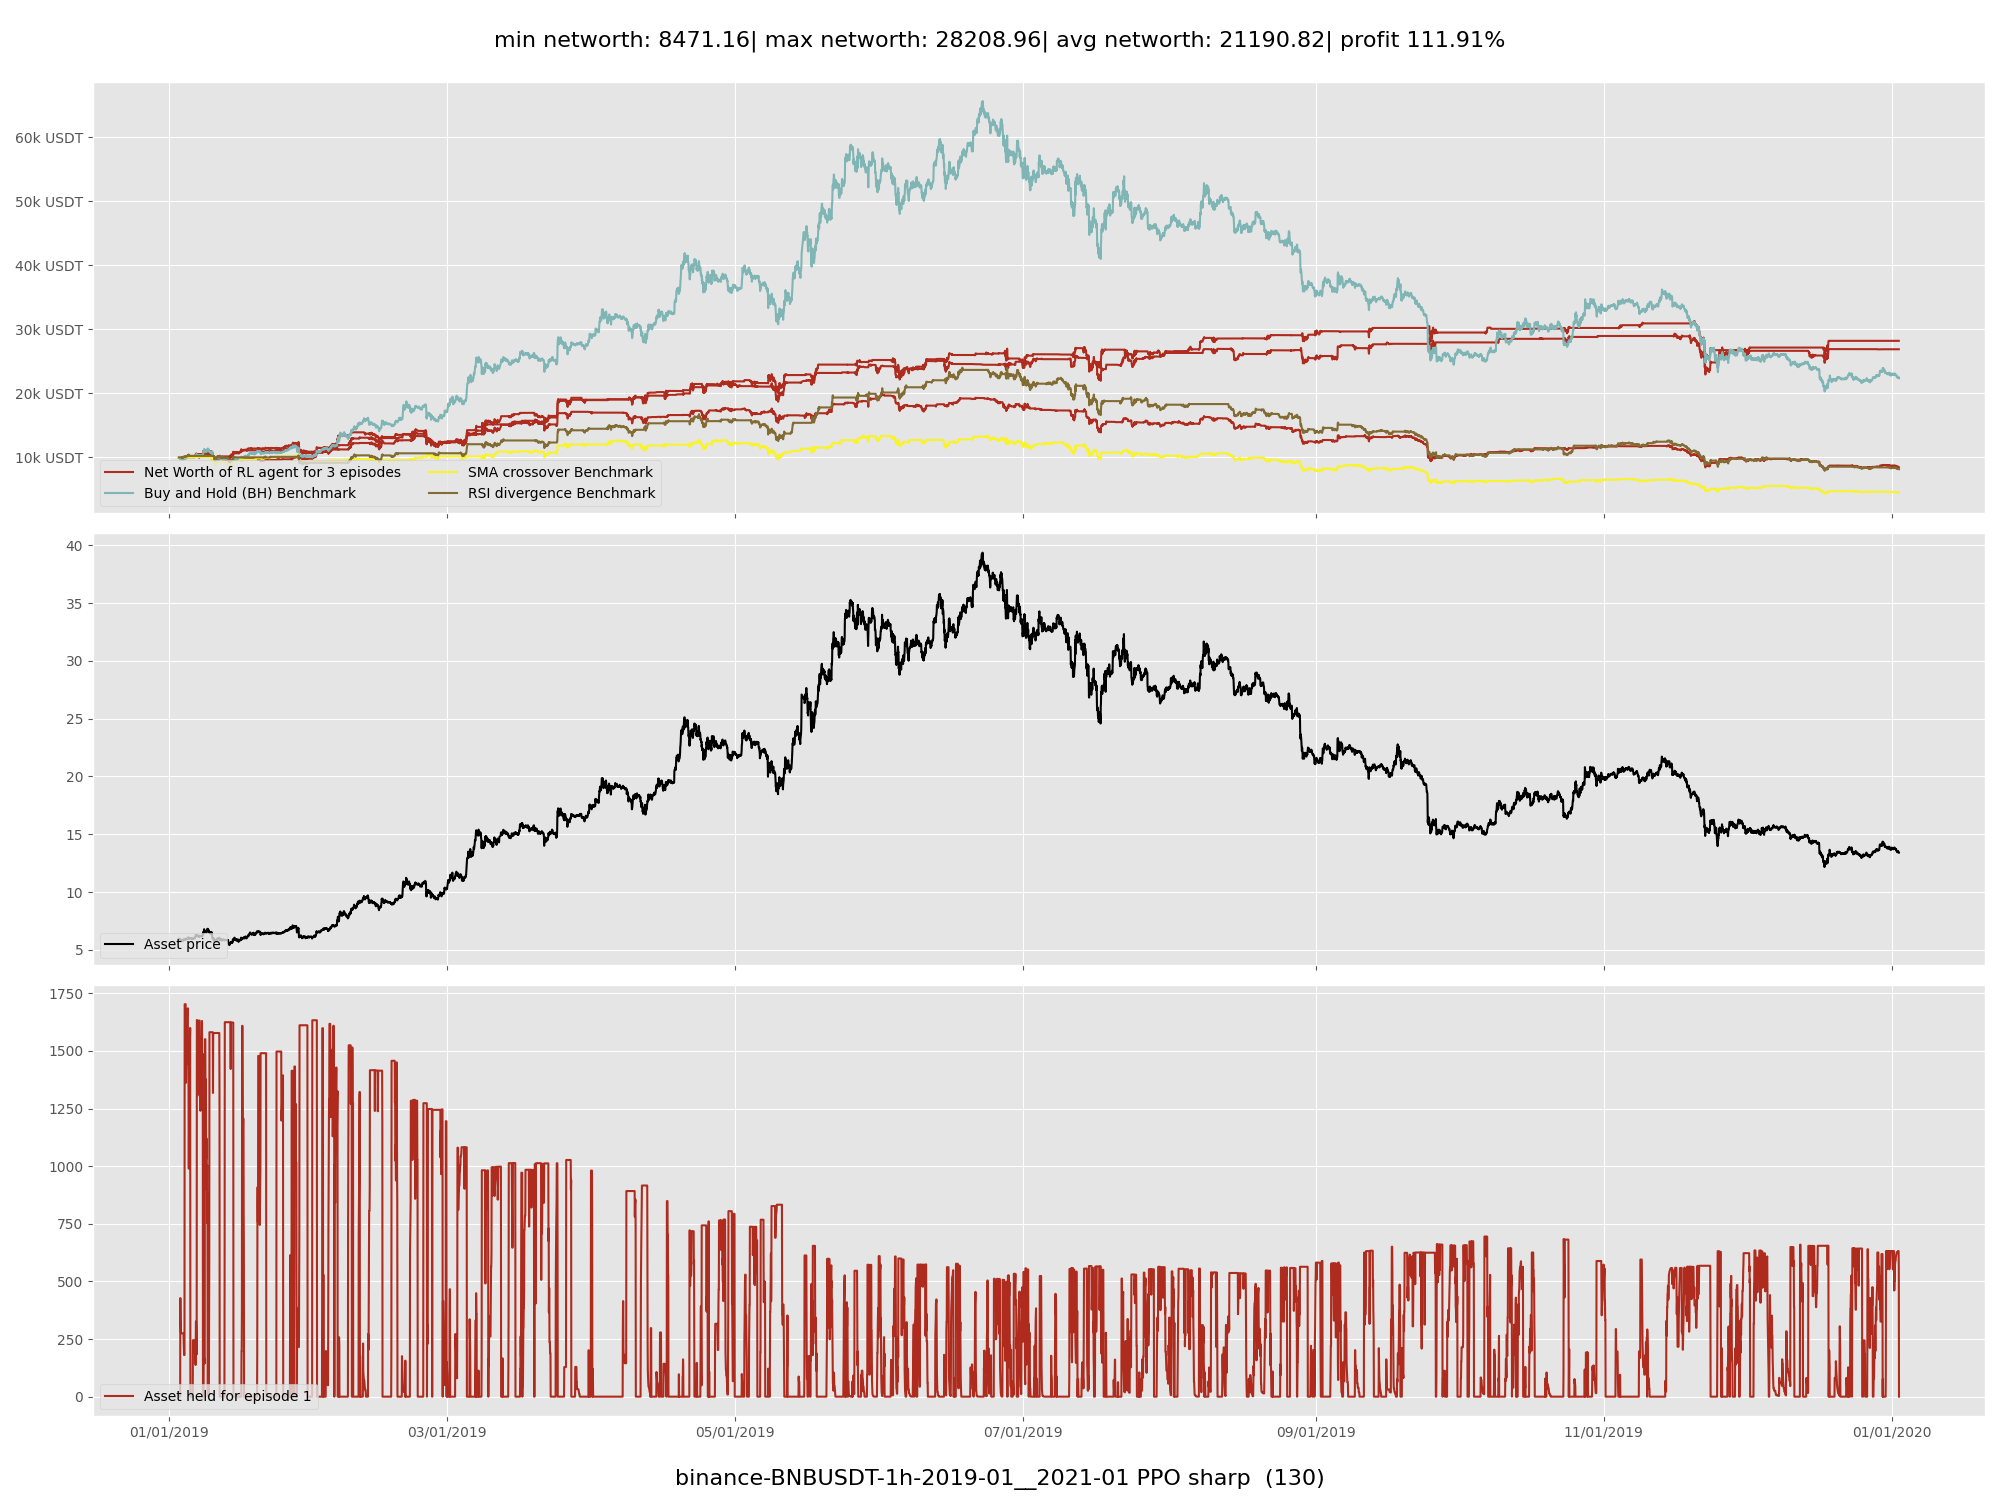 min networth: 8471.16| max networth: 28208.96| avg networth: 21190.82| profit 111.91%
60k USDT
50k USDT
40k USDT
30k USDT
20k USDT
10k USDT
Net Worth of RL agent for 3 episodes
Buy and Hold (BH) Benchmark
SMA crossover Benchmark
RSI divergence Benchmark
40
35
30
25
20
15
10
5
Asset price
1750
1500
1250
1000
750
500
250
0
Asset held for episode 1
01/01/2019 03/01/2019 05/01/2019 07/01/2019 09/01/2019 11/01/2019 01/01/2020
binance-BNBUSDT-1h-2019-01__2021-01 PPO sharp (130)